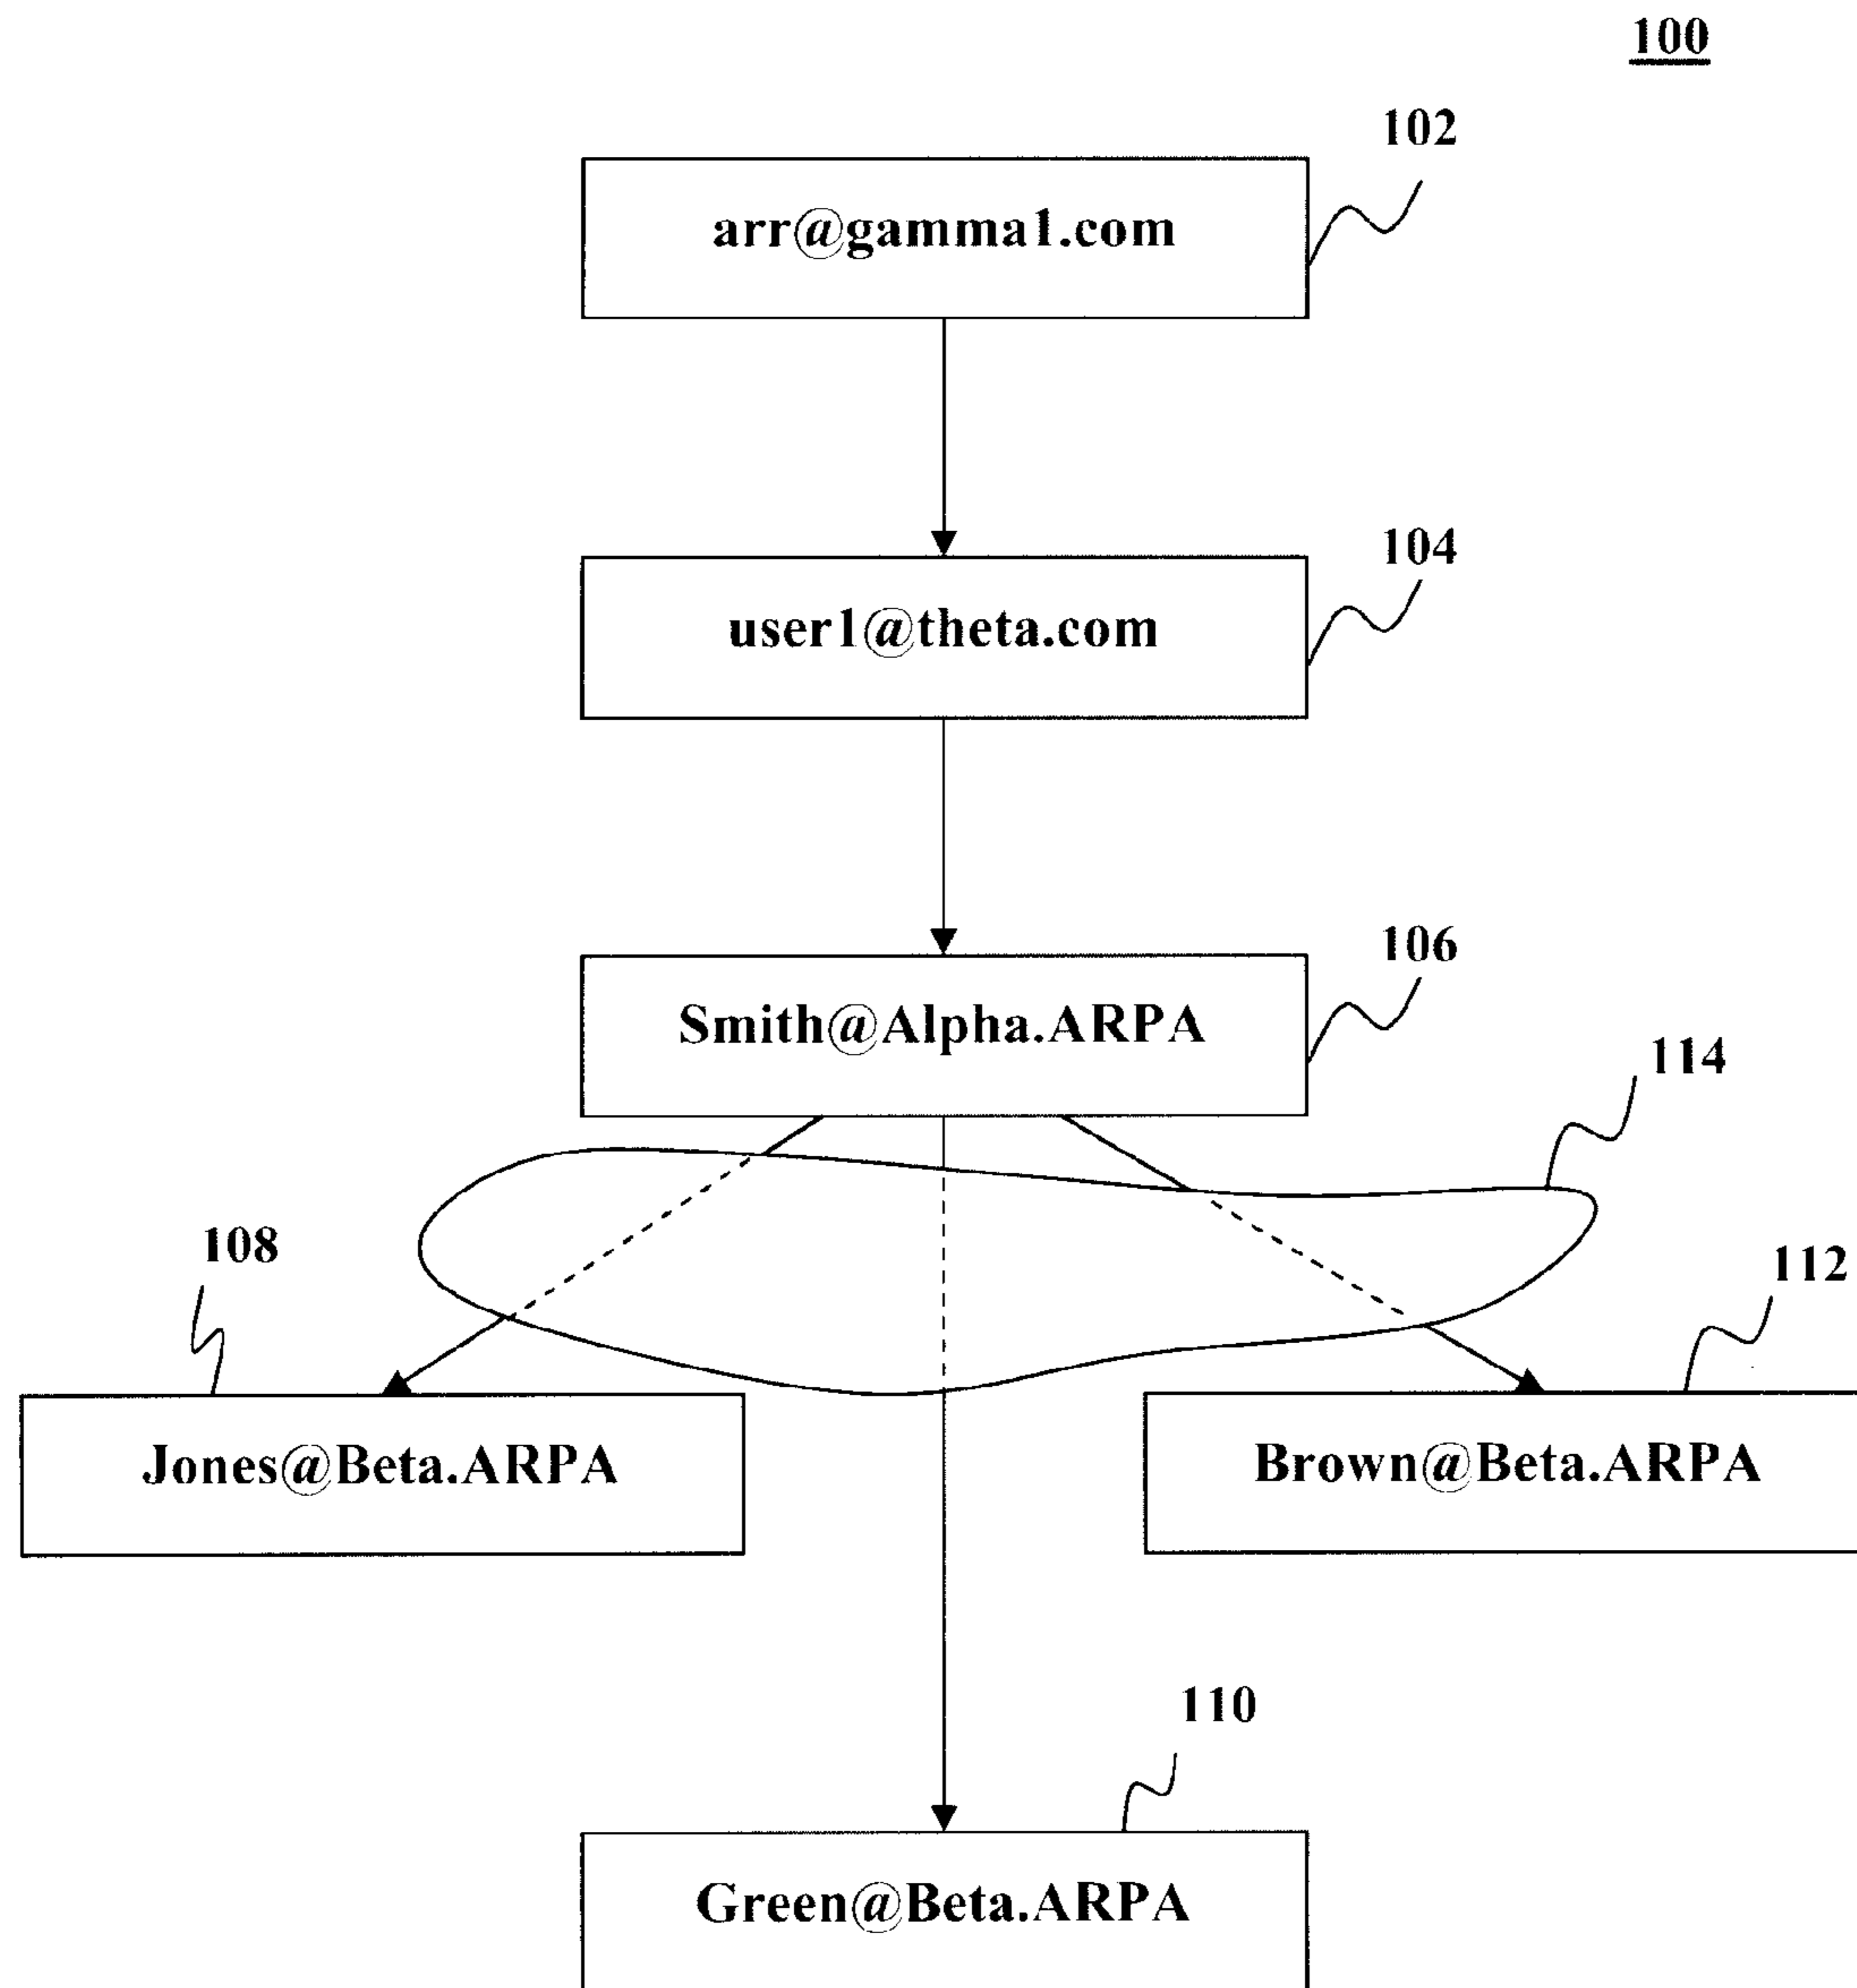 100
102
arr@gamma1.com
104
user1@theta.com
106
Smith@Alpha.ARPA
114
108
112
Jones@Beta.ARPA
Brown@Beta.ARPA
110
Green@Beta.ARPA